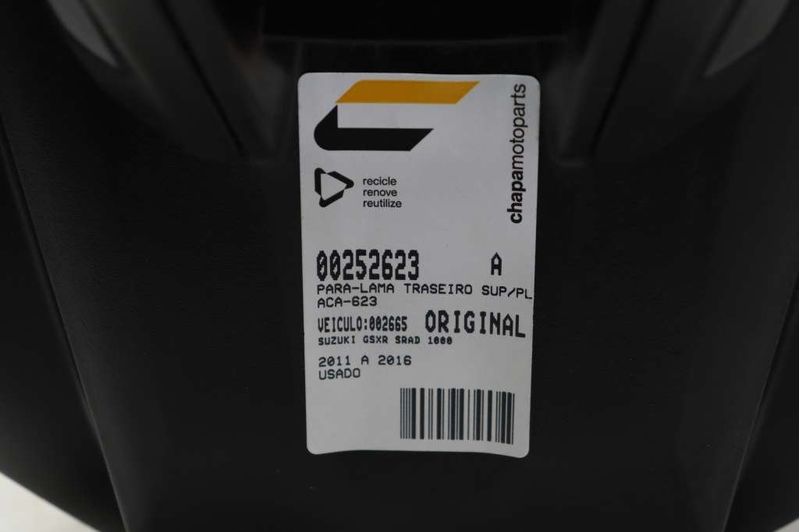 chapamotoparts
recicle
renove
reutilize
00252623 A
PARA-LAMA TRASEIRO SUP/PL
ACA-623
VEICULO:002665 ORIGINAL
SUZUKI GSXR SRAD 1000
2011 A 2016
USADO